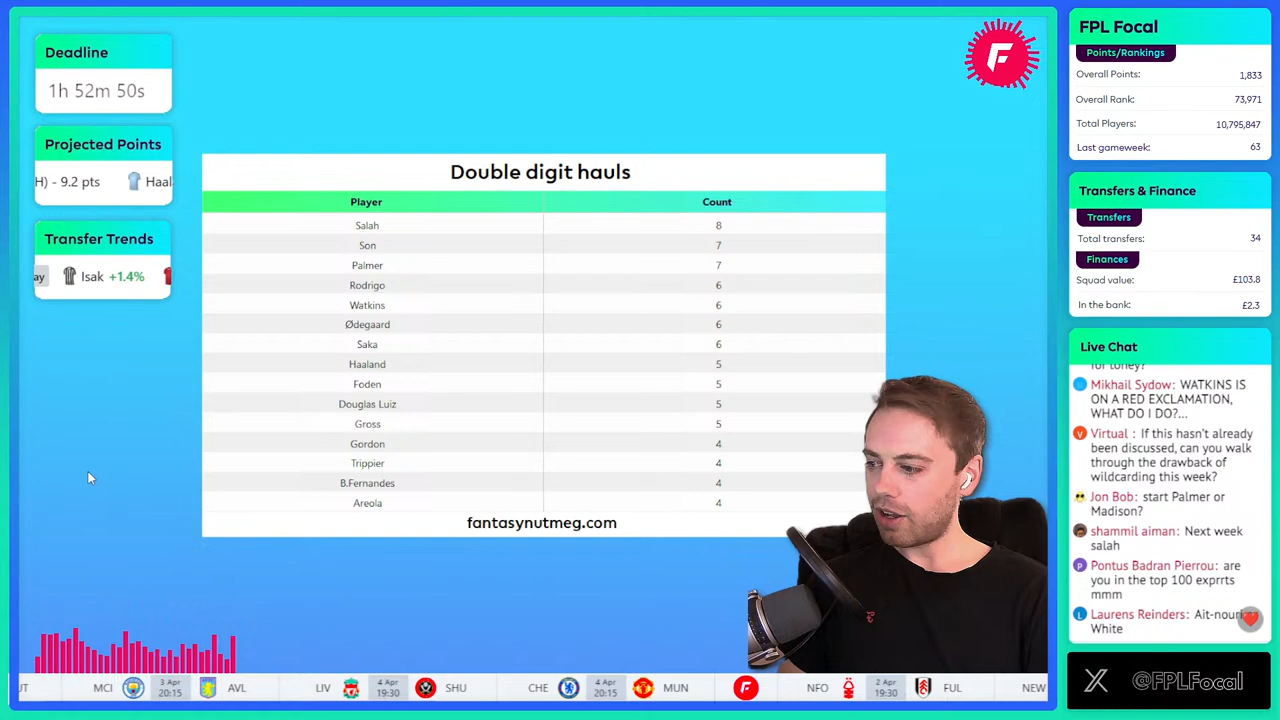 Deadline
1h 52m 50s
Projected Points
H) - 9.2 pts Haal
Transfer Trends
ay Isak +1.4%
F
Double digit hauls
Player Count
Salah 8
Son 7
Palmer 7
Rodrigo 6
Watkins 6
Ødegaard 6
Saka 6
Haaland 5
Foden 5
Douglas Luiz 5
Gross 5
Gordon 4
Trippier 4
B.Fernandes 4
Areola 4
fantasynutmeg.com
FPL Focal
Points/Rankings
Overall Points: 1,833
Overall Rank: 73,971
Total Players: 10,795,847
Last gameweek: 63
Transfers & Finance
Transfers
Total transfers: 34
Finances
Squad value: £103.8
In the bank: £2.3
Live Chat
for toney?
Mikhail Sydow: WATKINS IS
ON A RED EXCLAMATION,
WHAT DO I DO?...
V Virtual : If this hasn't already
been discussed, can you walk
through the drawback of
wildcarding this week?
Jon Bob: start Palmer or
Madison?
shammil aiman: Next week
salah
P Pontus Badran Pierrou: are
you in the top 100 exprrts
mmm
L Laurens Reinders: Ait-nouri
White
X @FPLFocal
UT MCI 3 Apr 20:15 AVL LIV 4 Apr 19:30 SHU CHE 4 Apr 20:15 MUN F NFO 2 Apr 19:30 FUL NEW